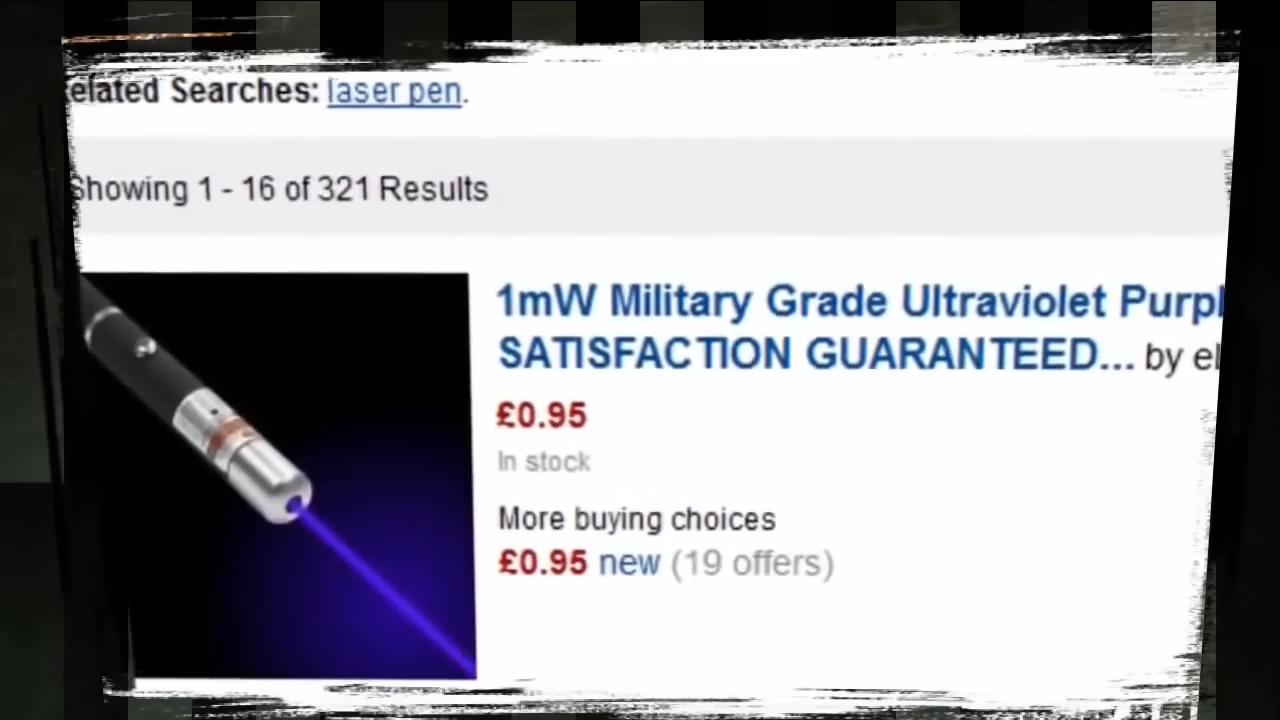 elated Searches: laser pen.
Showing 1 - 16 of 321 Results
1mW Military Grade Ultraviolet Purpl
SATISFACTION GUARANTEED... by el
£0.95
In stock
More buying choices
£0.95 new (19 offers)